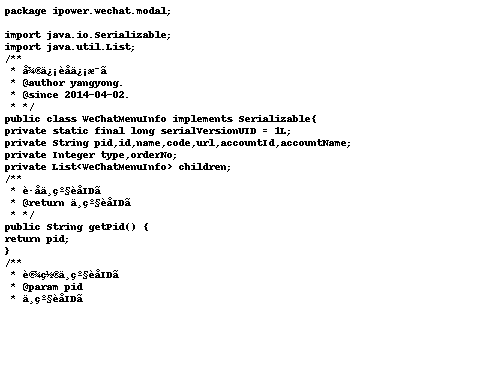 package ipower.wechat.modal;
import java.io.Serializable;
import java.util.List;
/**
* å¾®ä¿¡èåä¿¡æ¯ã
* @author yangyong.
* @since 2014-04-02.
* */
public class WeChatMenuInfo implements Serializable{
private static final long serialVersionUID = 1L;
private String pid,id,name,code,url,accountId,accountName;
private Integer type,orderNo;
private List<WeChatMenuInfo> children;
/**
* è·åä¸çº§èåIDã
* @return ä¸çº§èåIDã
* */
public String getPid() {
return pid;
}
/**
* è®¾ç½®ä¸çº§èåIDã
* @param pid
* ä¸çº§èåIDã